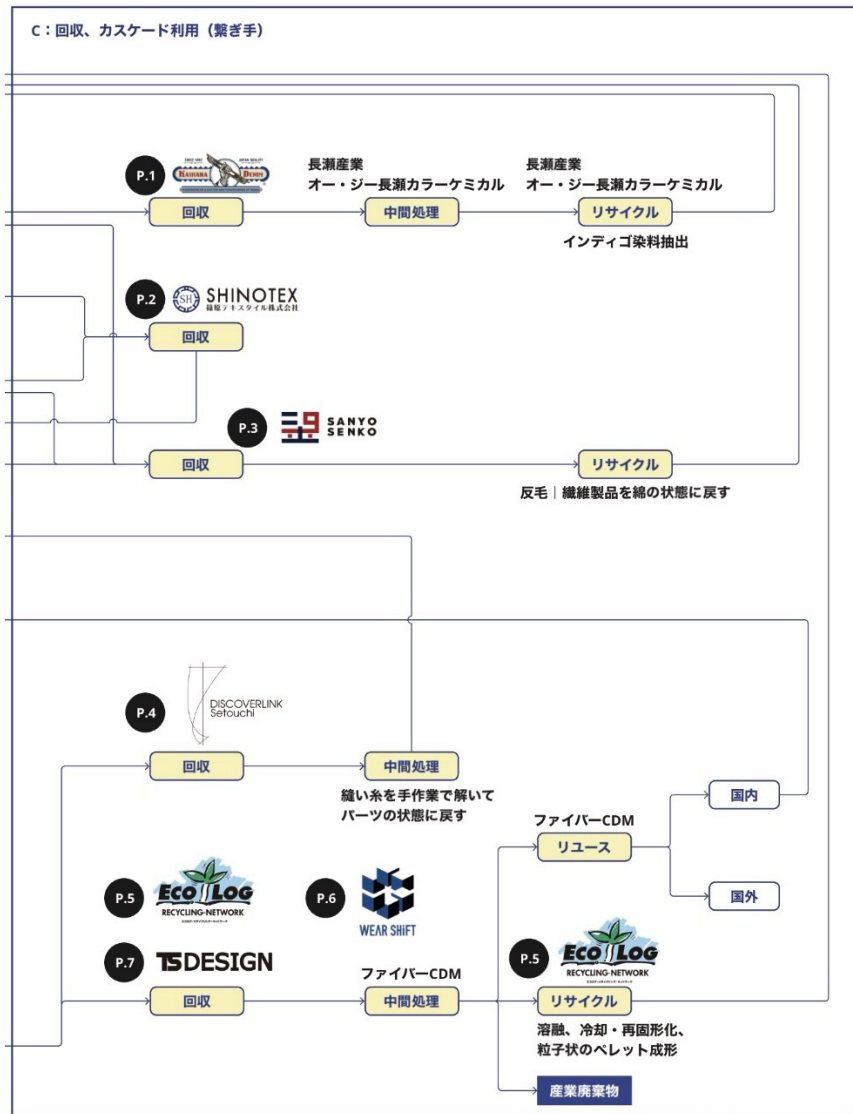 C：回収、カスケード利用（繋ぎ手）
P.1
KAIHARA DENIM
長瀬産業
オー・ジー長瀬カラーケミカル
長瀬産業
オー・ジー長瀬カラーケミカル
回収
中間処理
リサイクル
インディゴ染料抽出
P.2
SH
SHINOTEX
篠原テキスタイル株式会社
回収
P.3
SANYO
SENKO
回収
リサイクル
反毛｜繊維製品を綿の状態に戻す
P.4
DISCOVERLINK
Setouchi
回収
中間処理
縫い糸を手作業で解いて
パーツの状態に戻す
国内
ファイバーCDM
リユース
国外
P.5
ECO LOG
RECYCLING-NETWORK
P.6
WEAR SHiFT
P.7
TS DESIGN
ファイバーCDM
P.5
ECO LOG
RECYCLING-NETWORK
回収
中間処理
リサイクル
溶融、冷却・再固形化、
粒子状のペレット成形
産業廃棄物